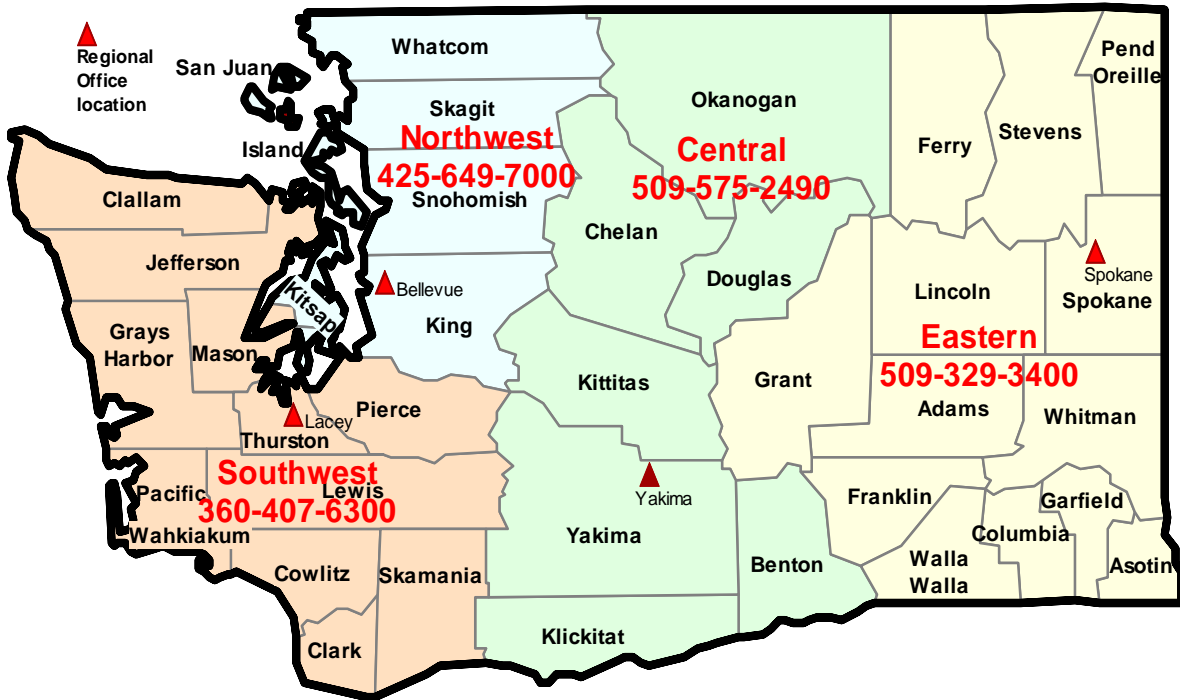 Regional
Office
location
San Juan
Island
Whatcom
Skagit
Northwest
425-649-7000
Snohomish
Bellevue
King
Kitsap
Okanogan
Central
509-575-2490
Chelan
Douglas
Kittitas
Yakima
Yakima
Benton
Klickitat
Pend
Oreille
Ferry
Stevens
Spokane
Spokane
Lincoln
Eastern
509-329-3400
Grant
Adams
Whitman
Franklin
Garfield
Columbia
Walla
Walla
Asotin
Clallam
Jefferson
Grays
Harbor
Mason
Pierce
Lacey
Thurston
Southwest
360-407-6300
Lewis
Pacific
Wahkiakum
Cowlitz
Skamania
Clark